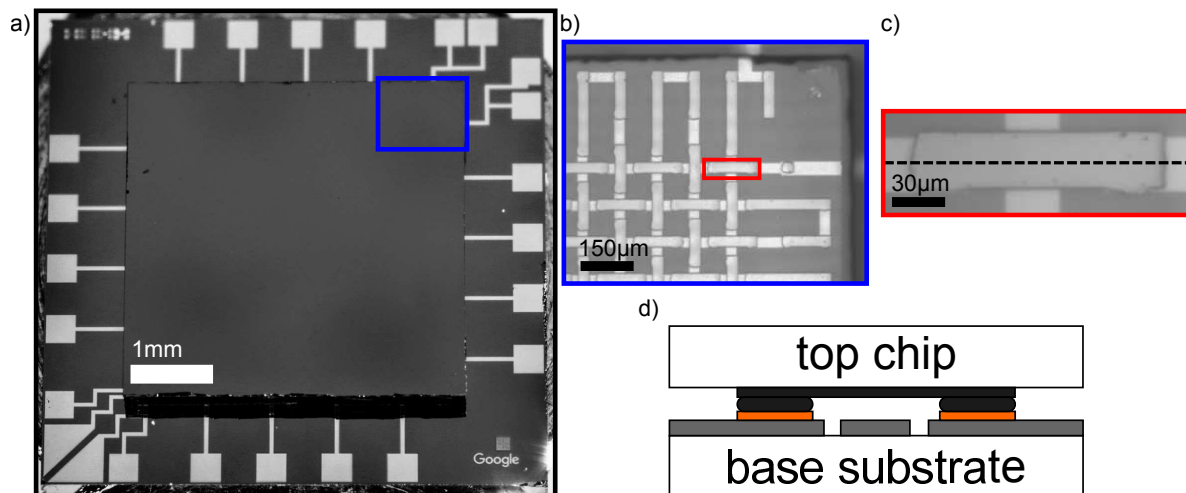 a)
1mm
Google
b)
150μm
c)
30μm
d)
top chip
base substrate